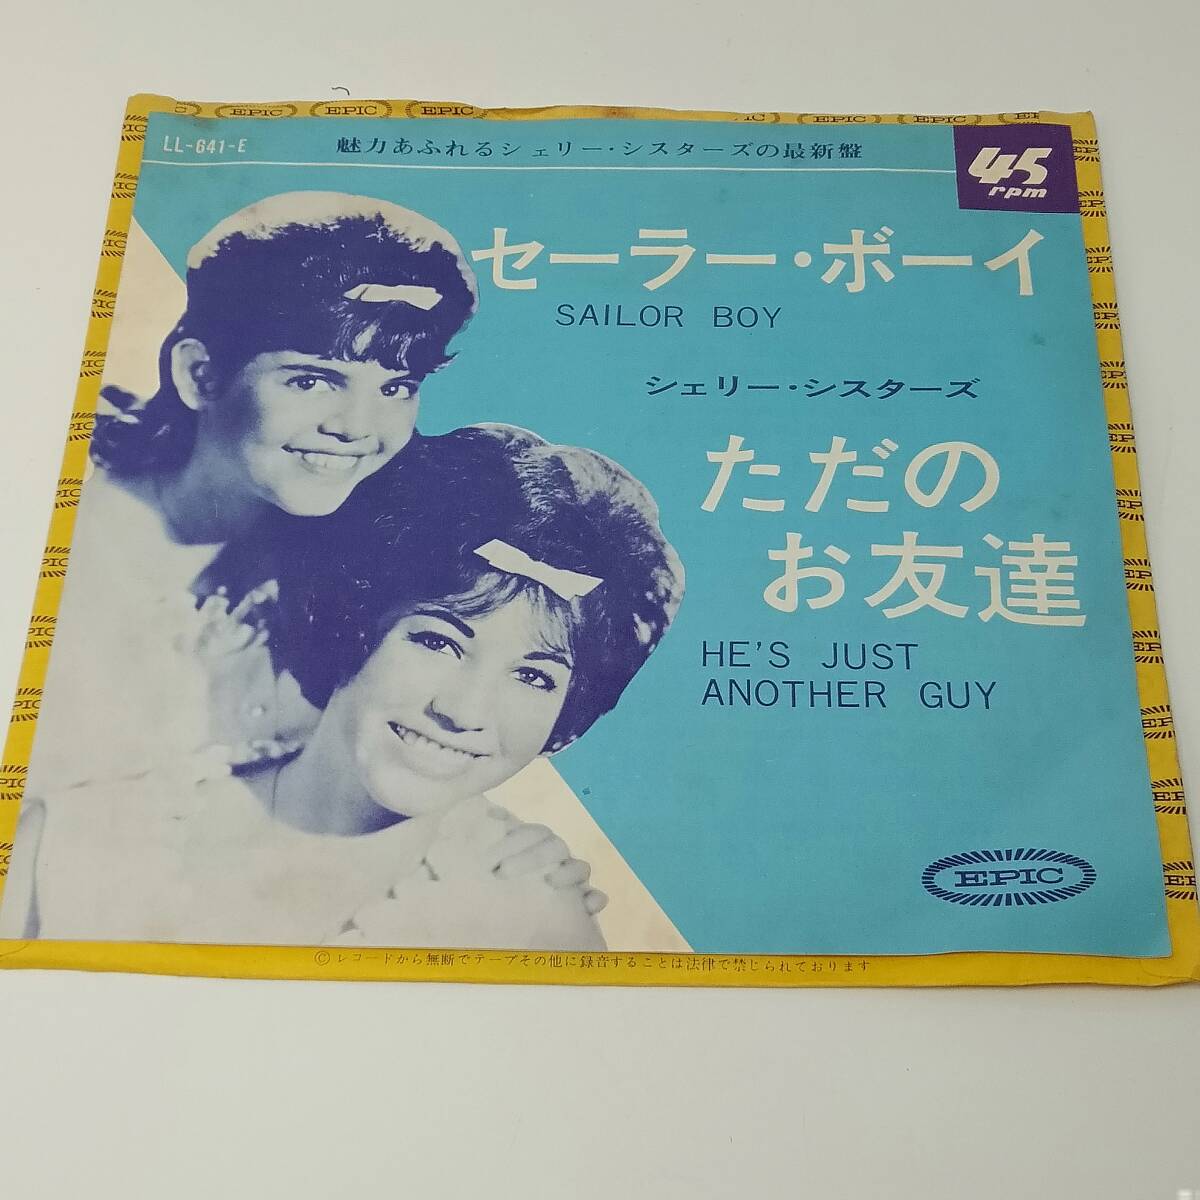 LL-641-E
魅力あふれるシェリー・シスターズの最新盤
45
rpm
セーラー・ボーイ
SAILOR BOY
シェリー・シスターズ
ただの
お友達
HE'S JUST
ANOTHER GUY
EPIC
Ⓒレコードから無断でテープその他に録音することは法律で禁じられております
EPIC EPIC EPIC